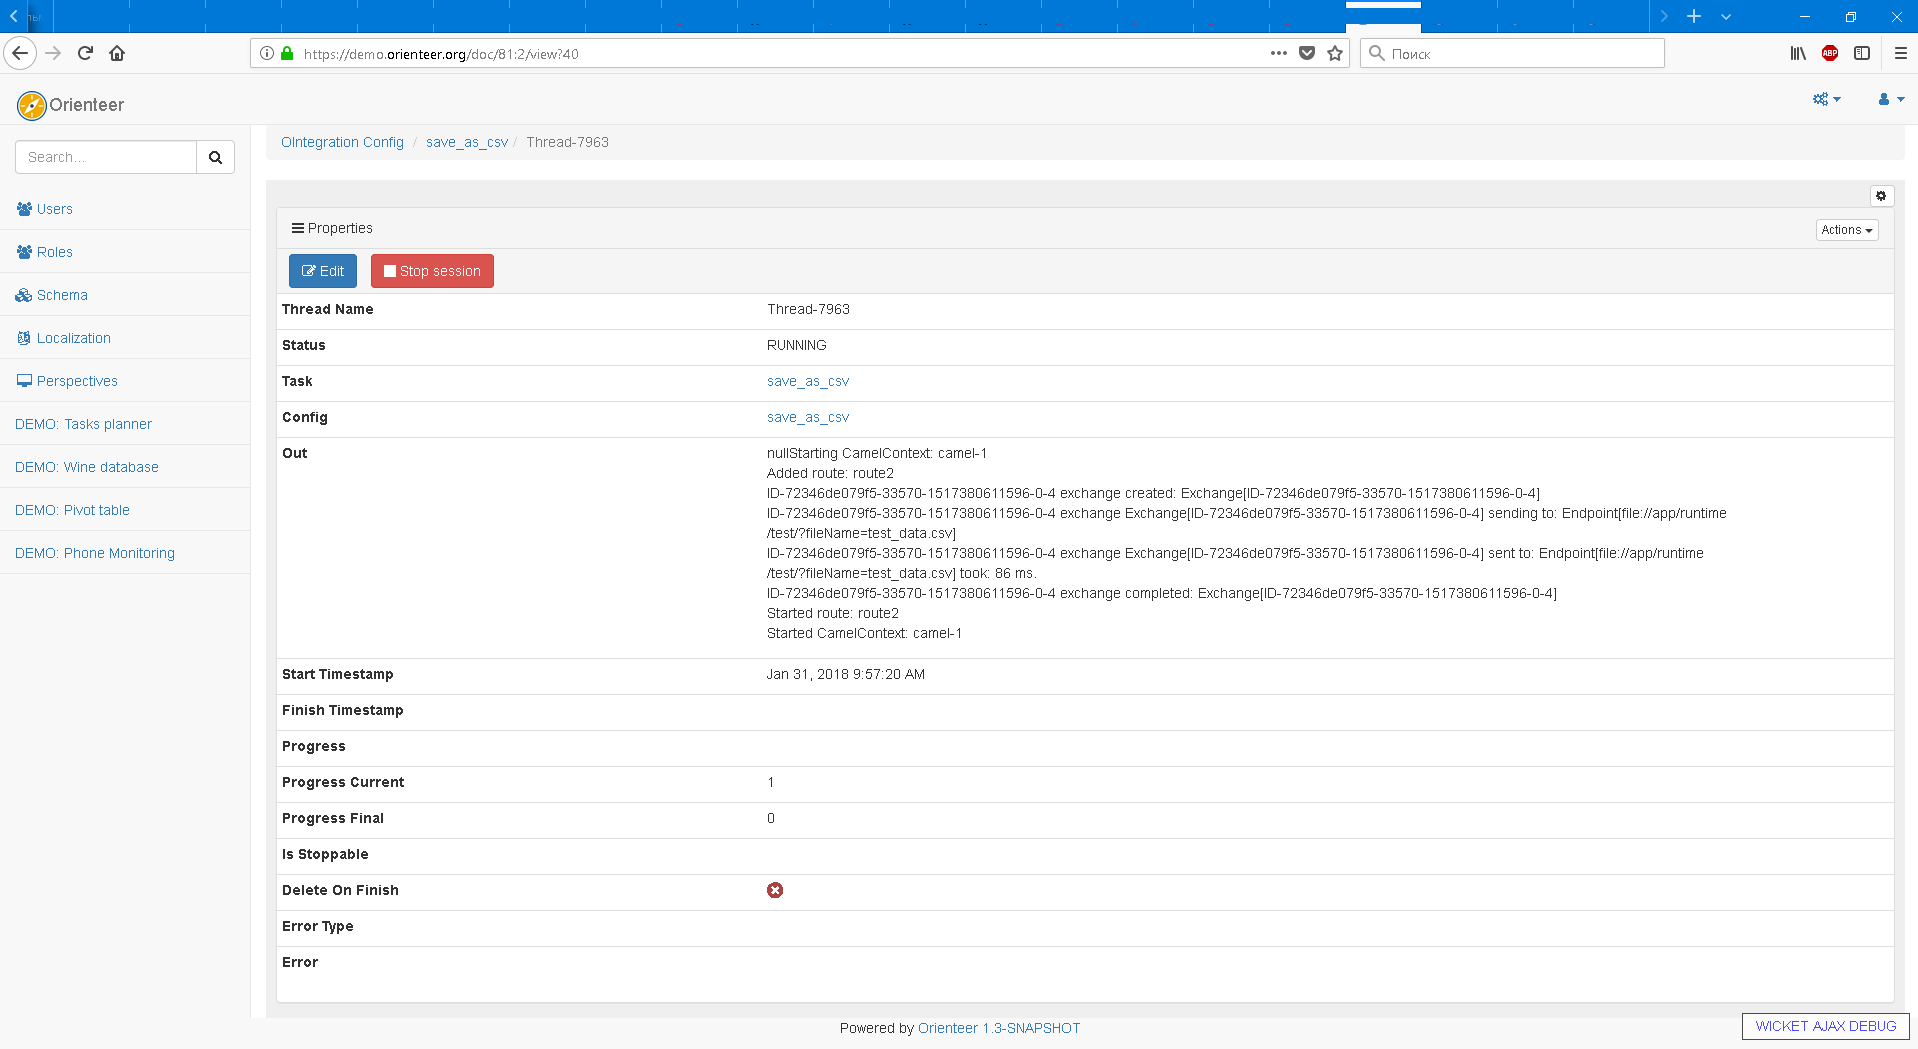 https://demo.orienteer.org/doc/81:2/view?40
Поиск
ABP
Orienteer
Search...
OIntegration Config / save_as_csv / Thread-7963
Users
Roles
Schema
Localization
Perspectives
DEMO: Tasks planner
DEMO: Wine database
DEMO: Pivot table
DEMO: Phone Monitoring
Properties
Actions
Edit
Stop session
Thread Name Thread-7963
Status RUNNING
Task save_as_csv
Config save_as_csv
Out nullStarting CamelContext: camel-1
Added route: route2
ID-72346de079f5-33570-1517380611596-0-4 exchange created: Exchange[ID-72346de079f5-33570-1517380611596-0-4]
ID-72346de079f5-33570-1517380611596-0-4 exchange Exchange[ID-72346de079f5-33570-1517380611596-0-4] sending to: Endpoint[file://app/runtime
/test/?fileName=test_data.csv]
ID-72346de079f5-33570-1517380611596-0-4 exchange Exchange[ID-72346de079f5-33570-1517380611596-0-4] sent to: Endpoint[file://app/runtime
/test/?fileName=test_data.csv] took: 86 ms.
ID-72346de079f5-33570-1517380611596-0-4 exchange completed: Exchange[ID-72346de079f5-33570-1517380611596-0-4]
Started route: route2
Started CamelContext: camel-1
Start Timestamp Jan 31, 2018 9:57:20 AM
Finish Timestamp
Progress
Progress Current 1
Progress Final 0
Is Stoppable
Delete On Finish
Error Type
Error
Powered by Orienteer 1.3-SNAPSHOT
WICKET AJAX DEBUG